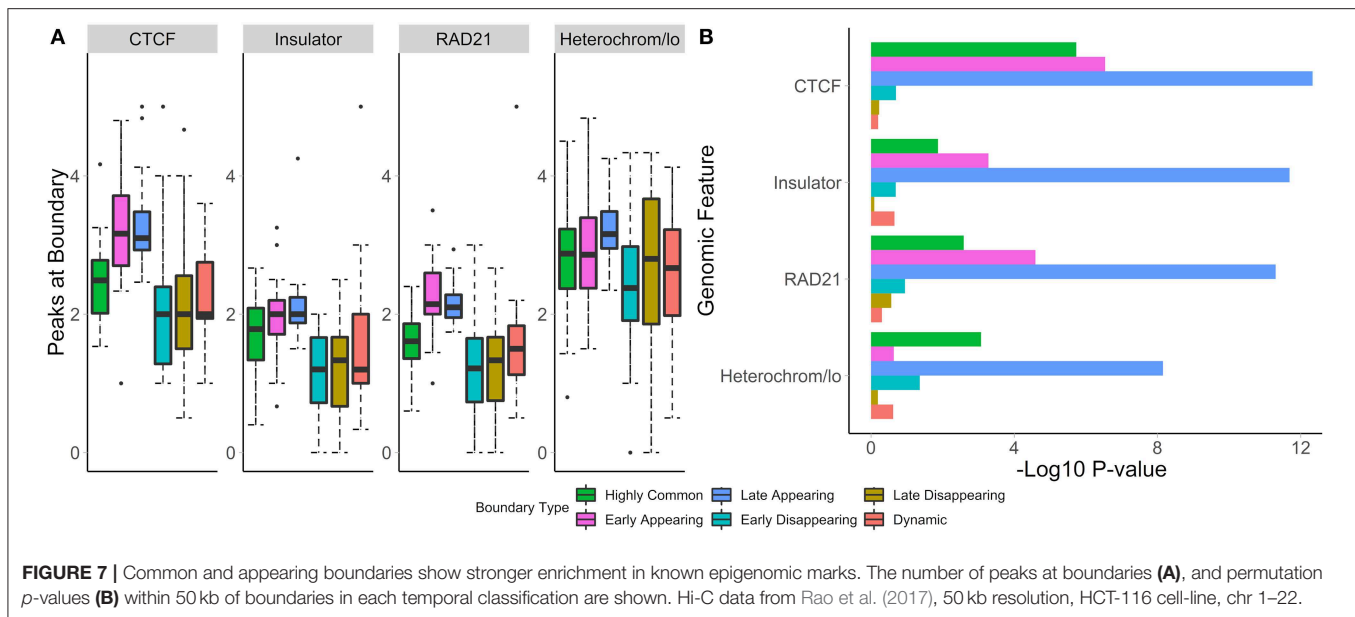 A
CTCF
Insulator
RAD21
Heterochrom/lo
Peaks at Boundary
4
2
0
4
2
0
4
2
0
4
2
0
B
Genomic Feature
CTCF
Insulator
RAD21
Heterochrom/lo
0
4
8
12
-Log10 P-value
Boundary Type
Highly Common
Late Appearing
Late Disappearing
Early Appearing
Early Disappearing
Dynamic
FIGURE 7 | Common and appearing boundaries show stronger enrichment in known epigenomic marks. The number of peaks at boundaries (A), and permutation
p-values (B) within 50 kb of boundaries in each temporal classification are shown. Hi-C data from Rao et al. (2017), 50 kb resolution, HCT-116 cell-line, chr 1–22.